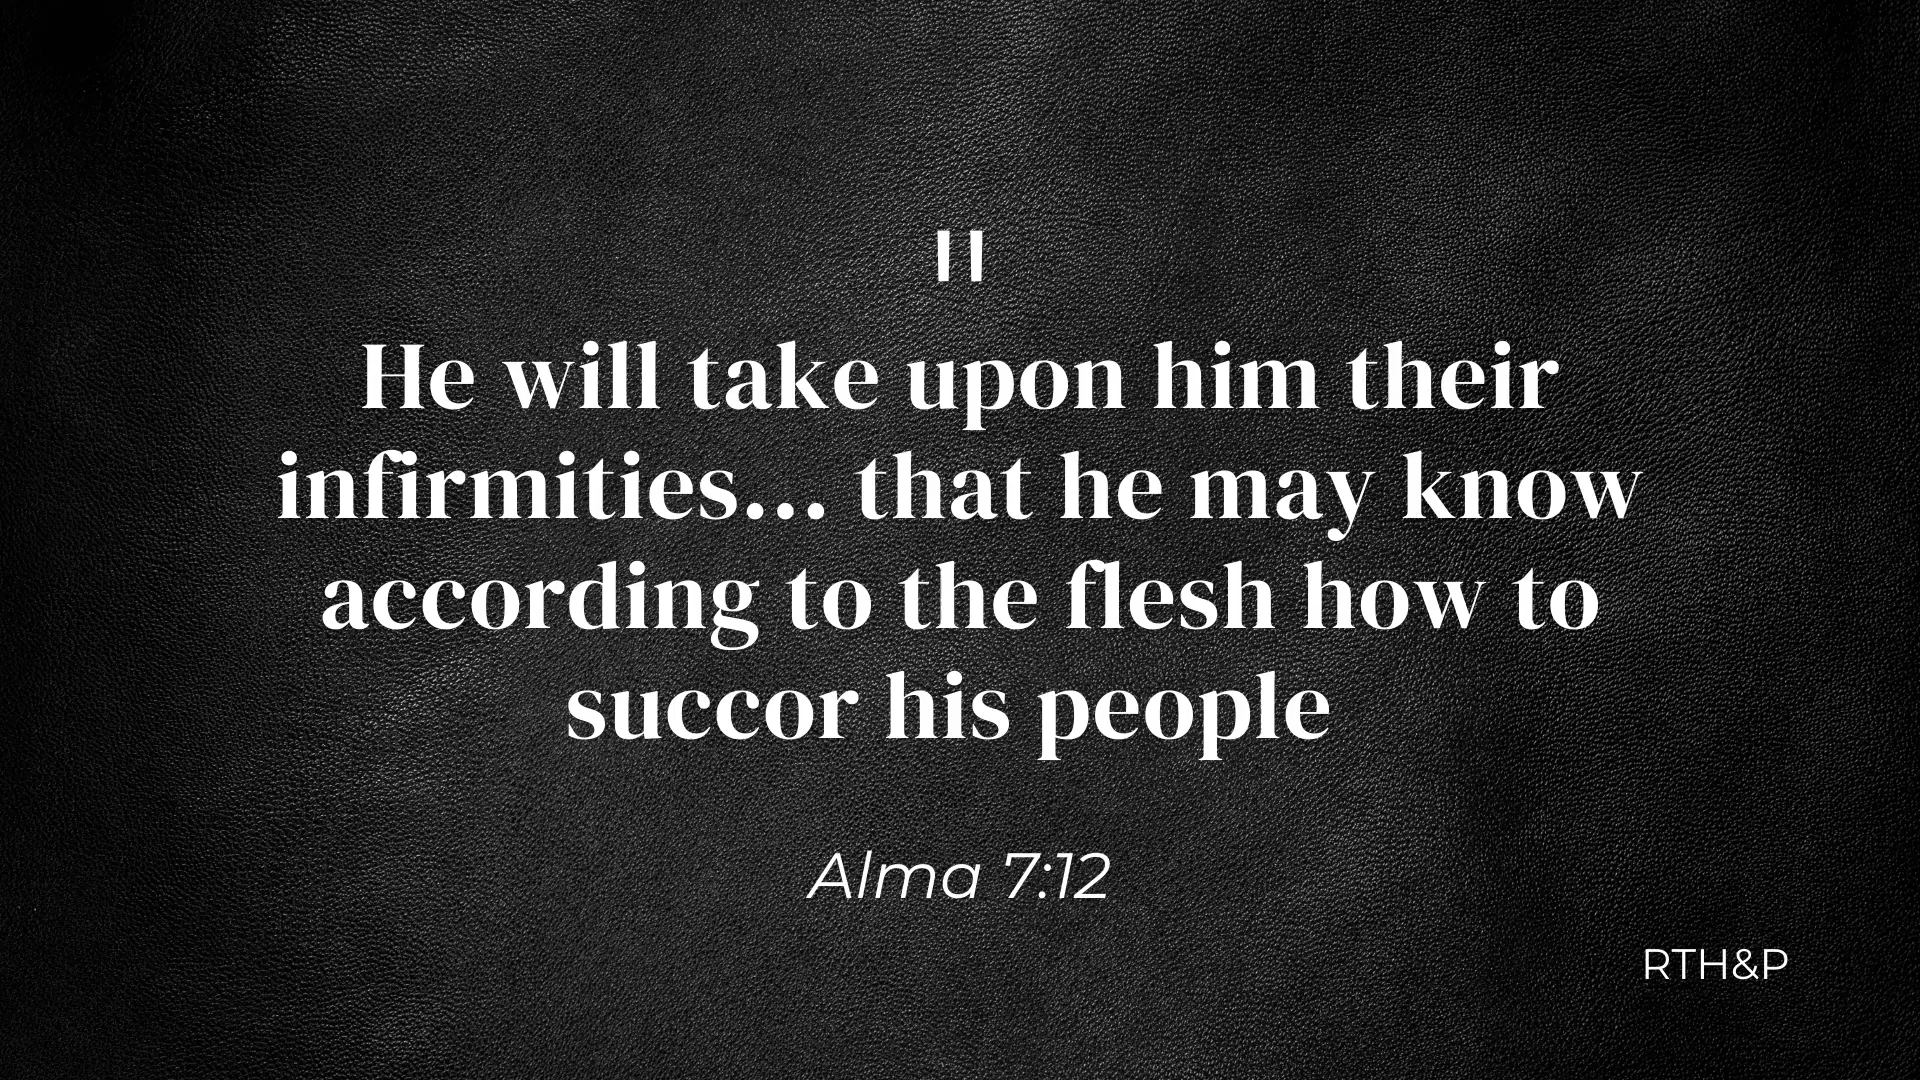 "
He will take upon him their
infirmities... that he may know
according to the flesh how to
succor his people
Alma 7:12
RTH&P